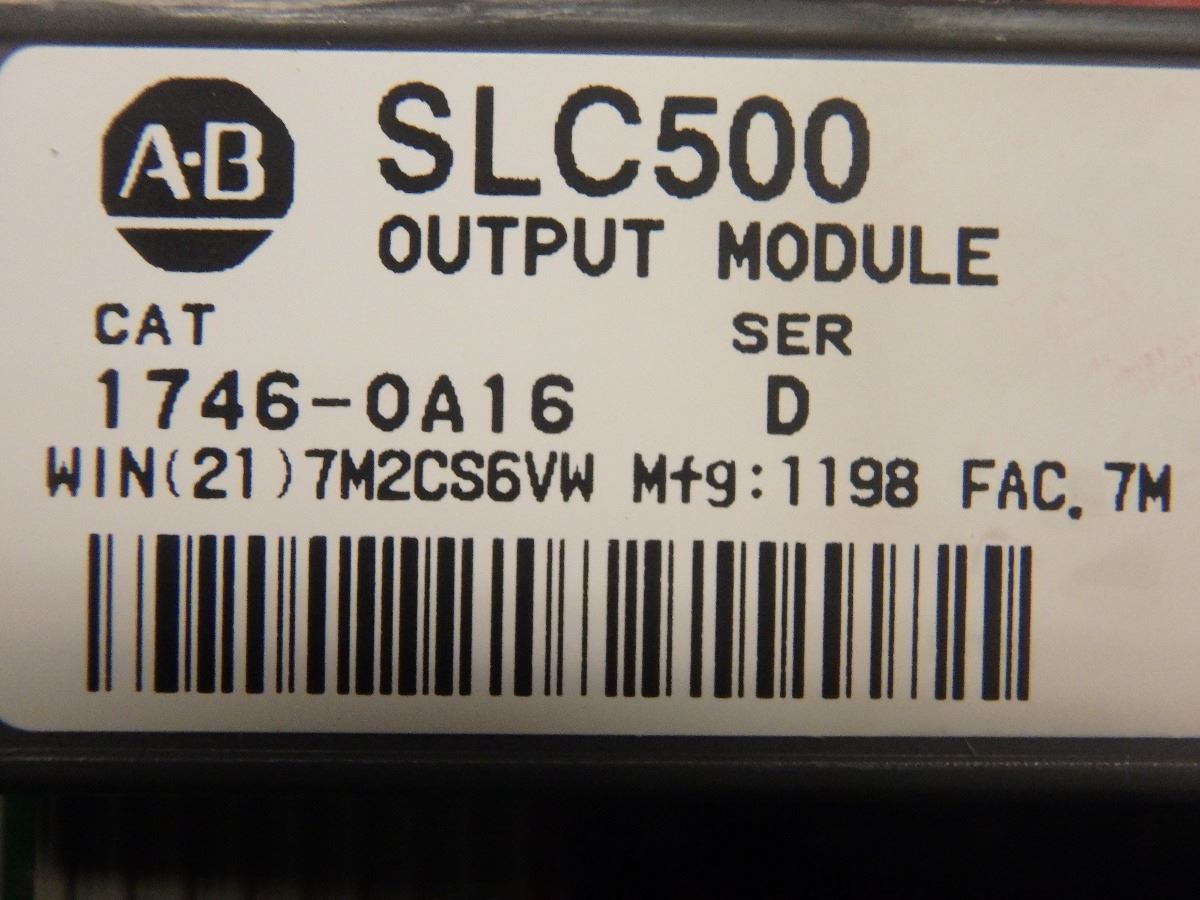 A-B
SLC500
OUTPUT MODULE
CAT SER
1746-OA16 D
WIN(21)7M2CS6VW Mfg:1198 FAC. 7M